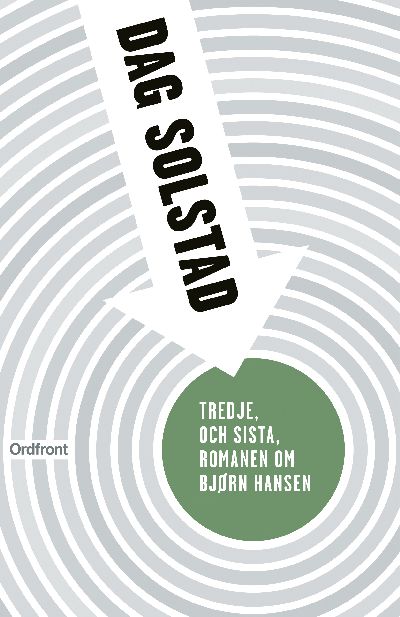 DAG SOLSTAD
TREDJE,
OCH SISTA,
ROMANEN OM
BJØRN HANSEN
Ordfront